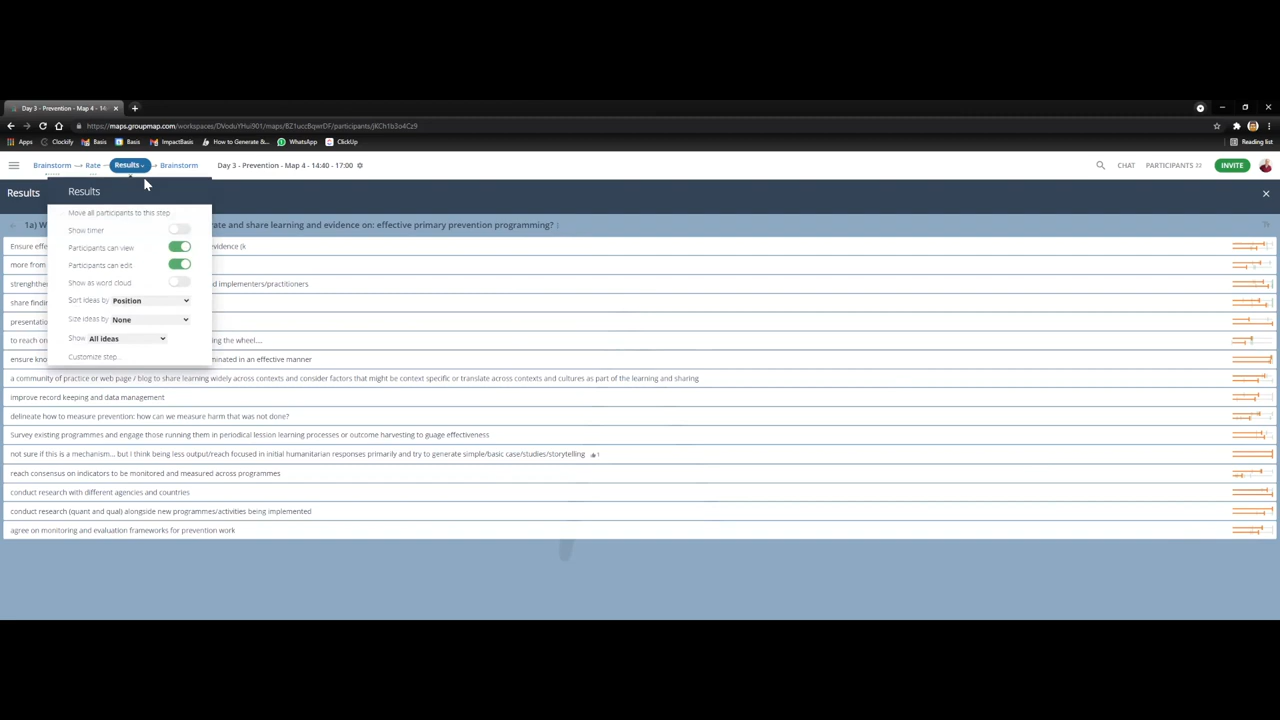 Day 3 - Prevention - Map 4 - 14:
https://maps.groupmap.com/workspaces/DVoduYHui901/maps/BZ1uccBqwrDF/participants/jKCh1b3o4Cz9
Apps Clockify Basis Basis ImpactBasis How to Generate &... WhatsApp ClickUp Reading list
Brainstorm Rate Results Brainstorm Day 3 - Prevention - Map 4 - 14:40 - 17:00 CHAT PARTICIPANTS 22 INVITE
Results
Results
Move all participants to this step
Show timer
Participants can view
Participants can edit
Show as word cloud
Sort ideas by Position
Size ideas by None
Show All ideas
Customize step...
1a) W rate and share learning and evidence on: effective primary prevention programming?
Ensure effe vidence (k
more from
strenghther d implementers/practitioners
share findin
presentatio
to reach on ing the wheel....
ensure kno minated in an effective manner
a community of practice or web page / blog to share learning widely across contexts and consider factors that might be context specific or translate across contexts and cultures as part of the learning and sharing
improve record keeping and data management
delineate how to measure prevention; how can we measure harm that was not done?
Survey existing programmes and engage those running them in periodical lession learning processes or outcome harvesting to guage effectiveness
not sure if this is a mechanism... but i think being less output/reach focused in initial humanitarian responses primarily and try to generate simple/basic case/studies/storytelling 1
reach consensus on indicators to be monitored and measured across programmes
conduct research with different agencies and countries
conduct research (quant and qual) alongside new programmes/activities being implemented
agree on monitoring and evaluation frameworks for prevention work